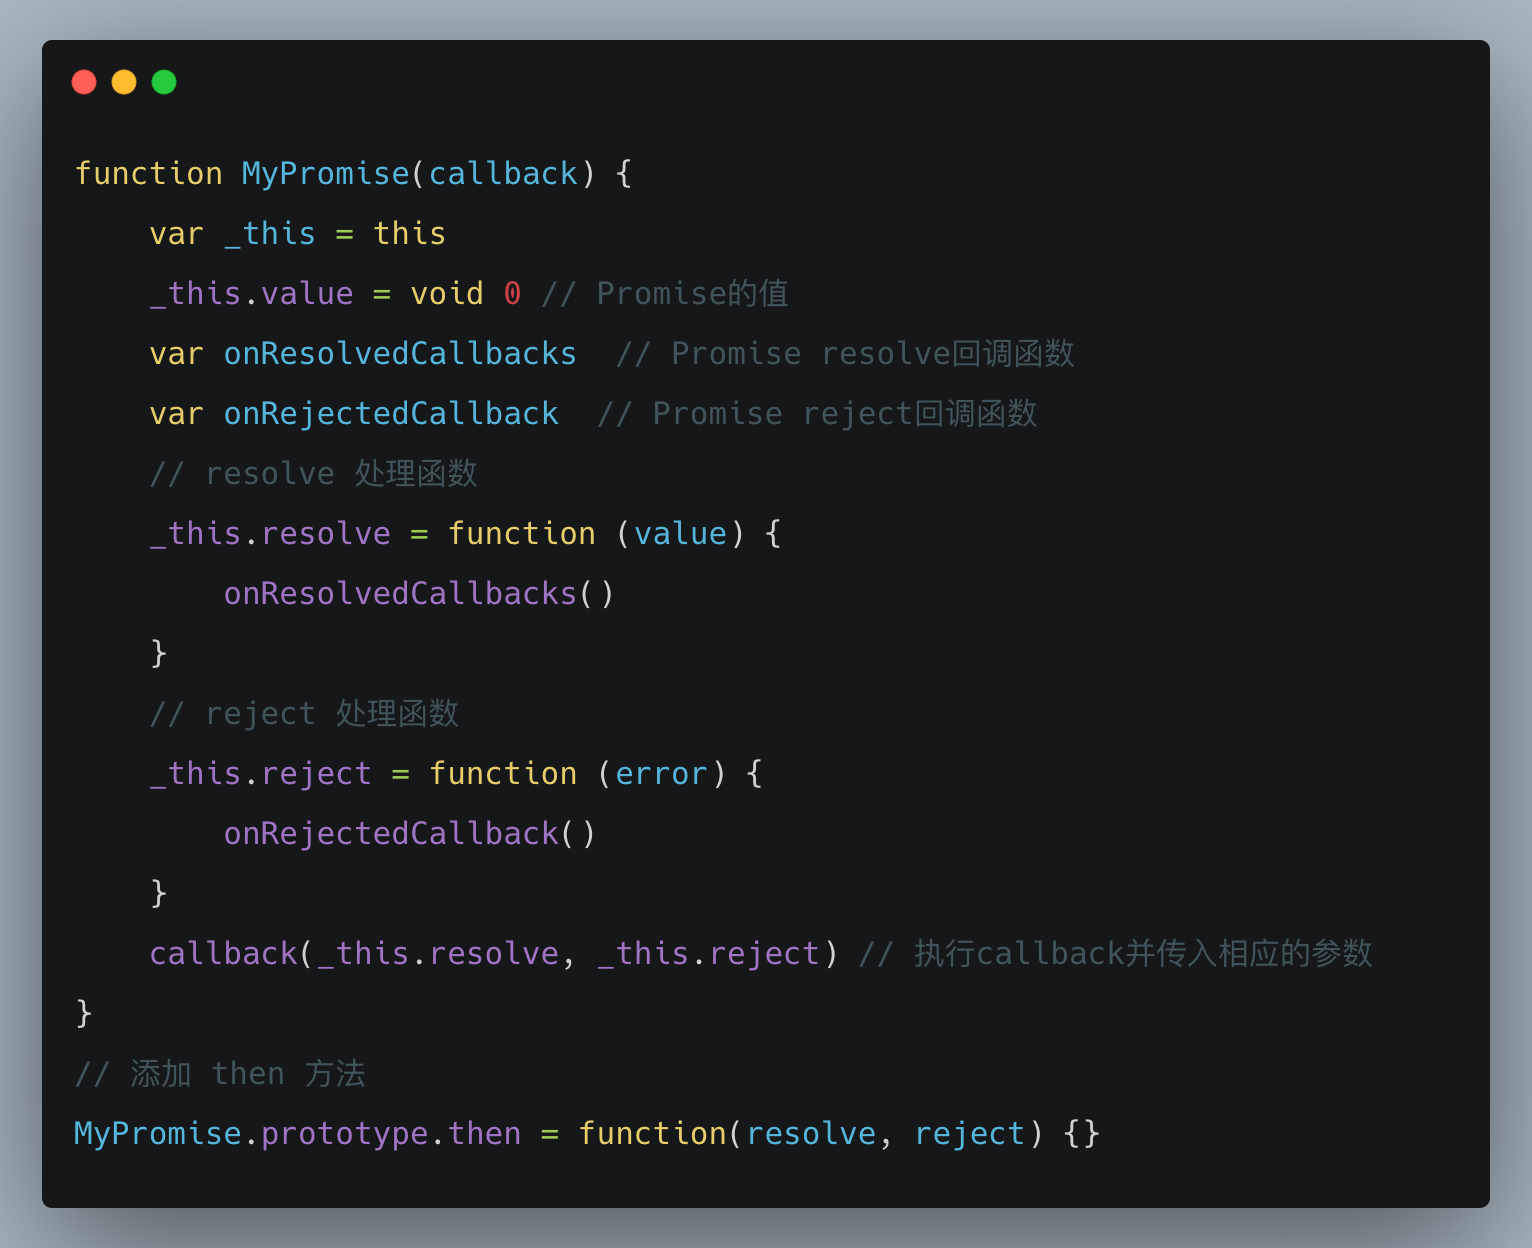 function MyPromise(callback) {
    var _this = this
    _this.value = void 0 // Promise的值
    var onResolvedCallbacks  // Promise resolve回调函数
    var onRejectedCallback  // Promise reject回调函数
    // resolve 处理函数
    _this.resolve = function (value) {
        onResolvedCallbacks()
    }
    // reject 处理函数
    _this.reject = function (error) {
        onRejectedCallback()
    }
    callback(_this.resolve, _this.reject) // 执行callback并传入相应的参数
}
// 添加 then 方法
MyPromise.prototype.then = function(resolve, reject) {}